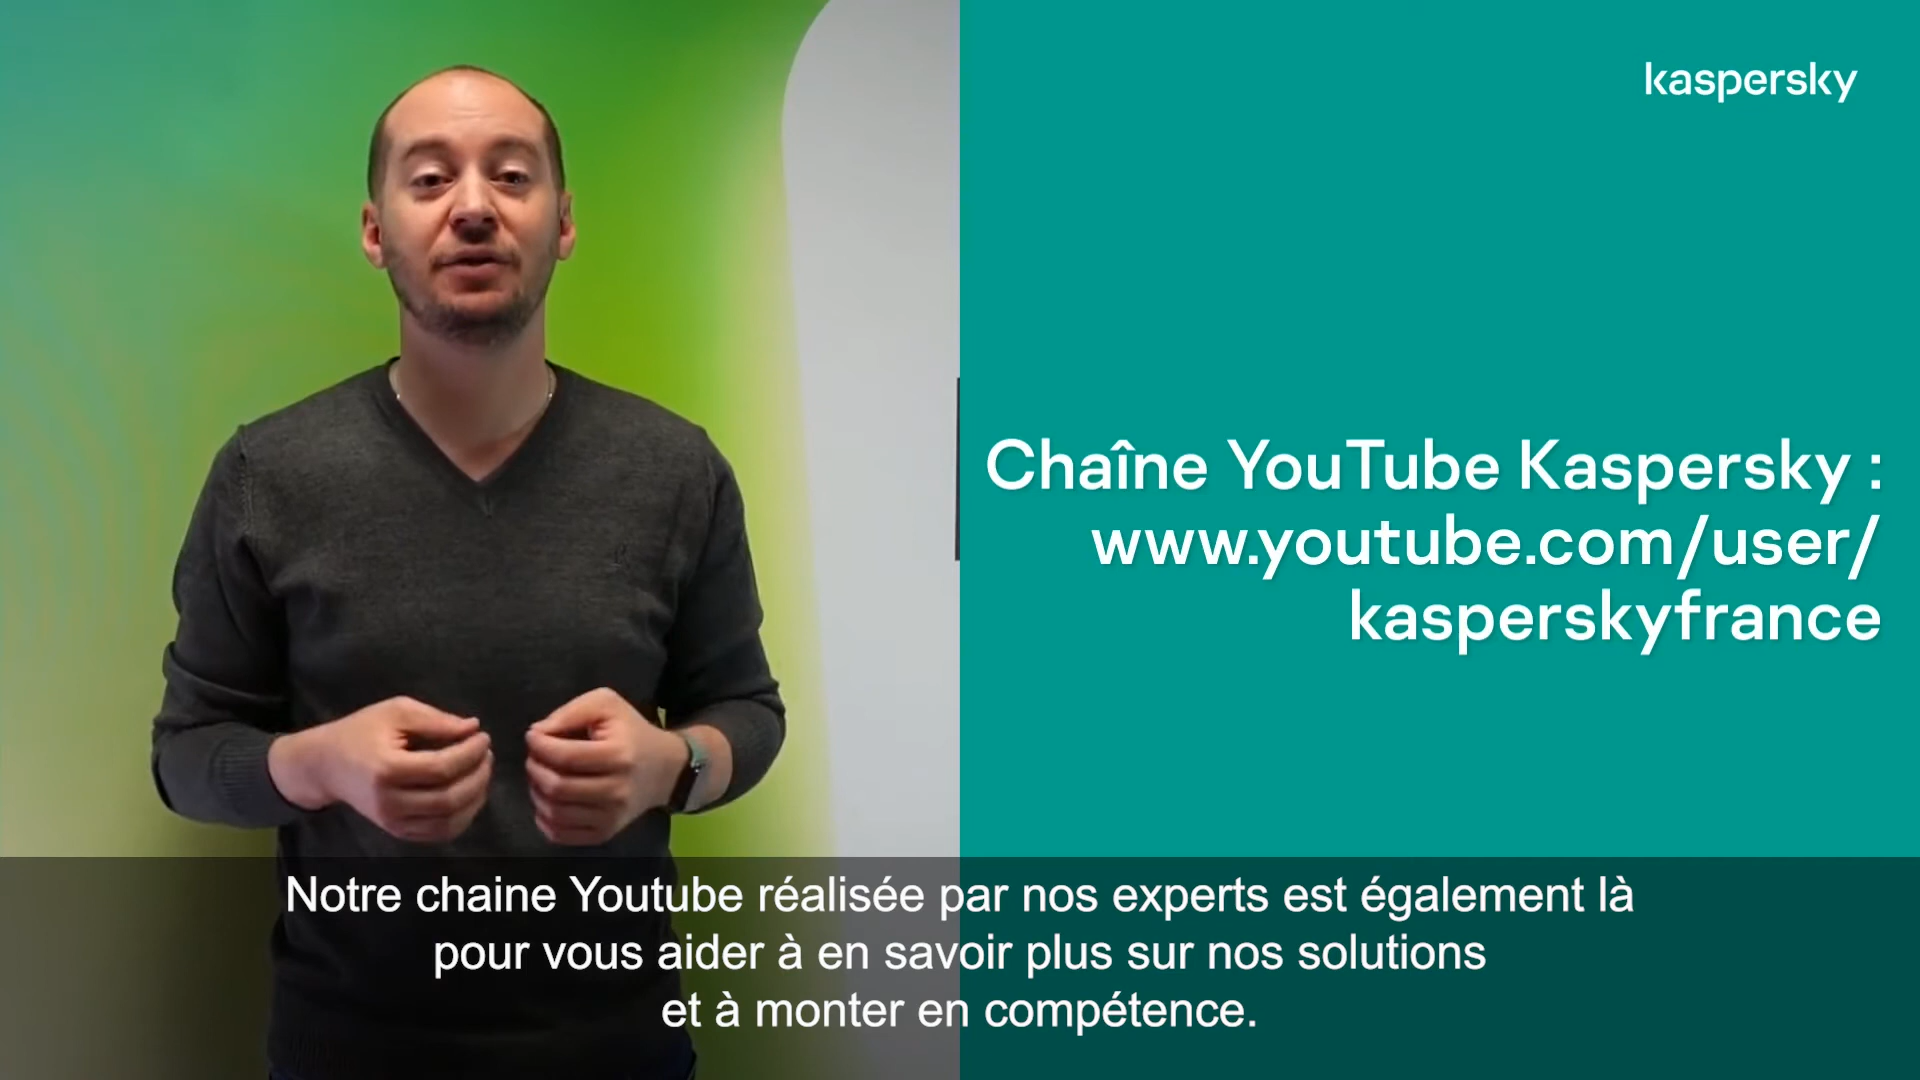 kaspersky
Chaîne YouTube Kaspersky :
www.youtube.com/user/
kasperskyfrance
Notre chaine Youtube réalisée par nos experts est également là
pour vous aider à en savoir plus sur nos solutions
et à monter en compétence.